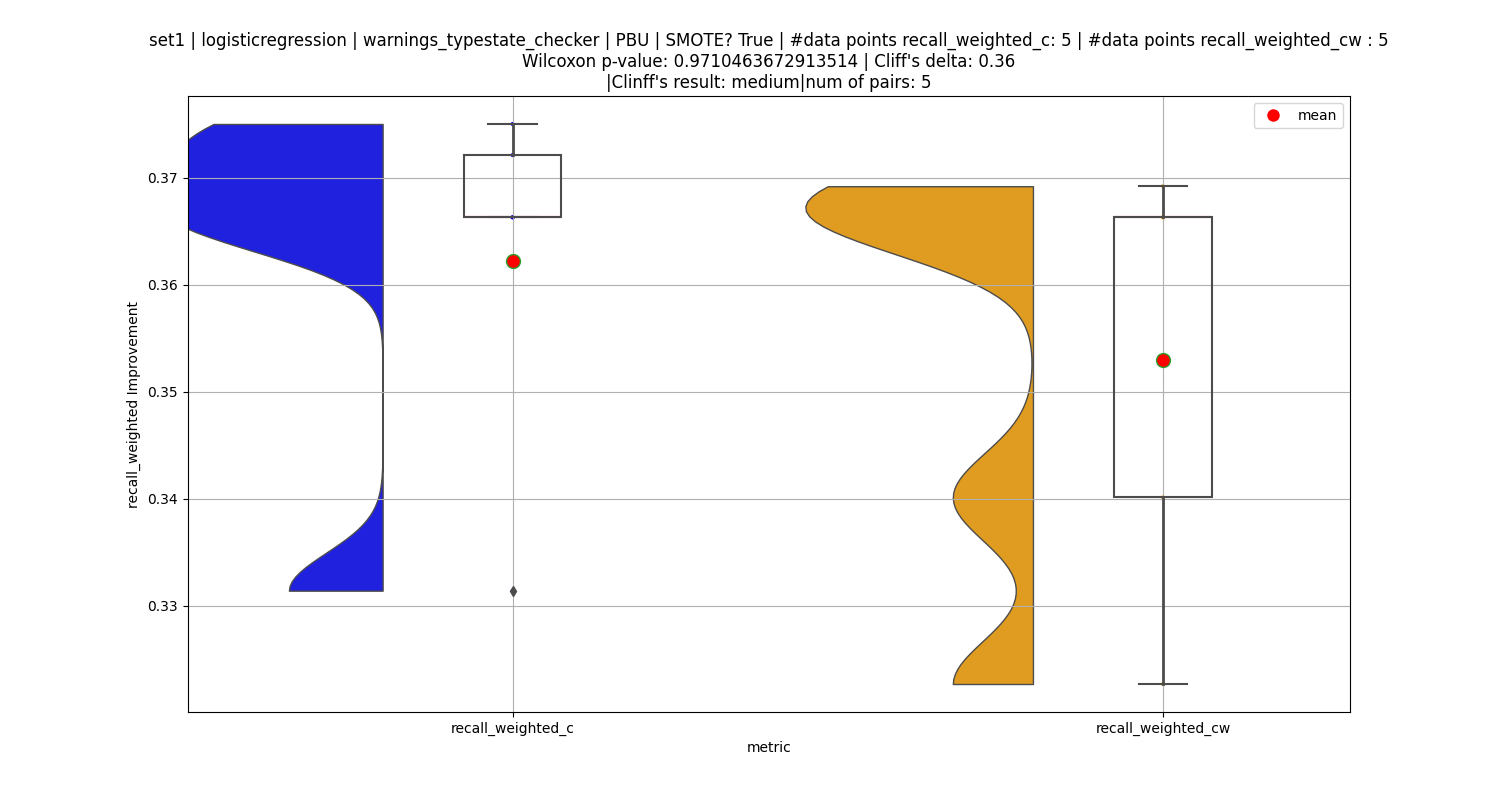 set1 | logisticregression | warnings_typestate_checker | PBU | SMOTE? True | #data points recall_weighted_c: 5 | #data points recall_weighted_cw : 5
Wilcoxon p-value: 0.9710463672913514 | Cliff's delta: 0.36
|Clinff's result: medium|num of pairs: 5
mean
0.37
0.36
0.35
0.34
0.33
recall_weighted Improvement
recall_weighted_c
recall_weighted_cw
metric